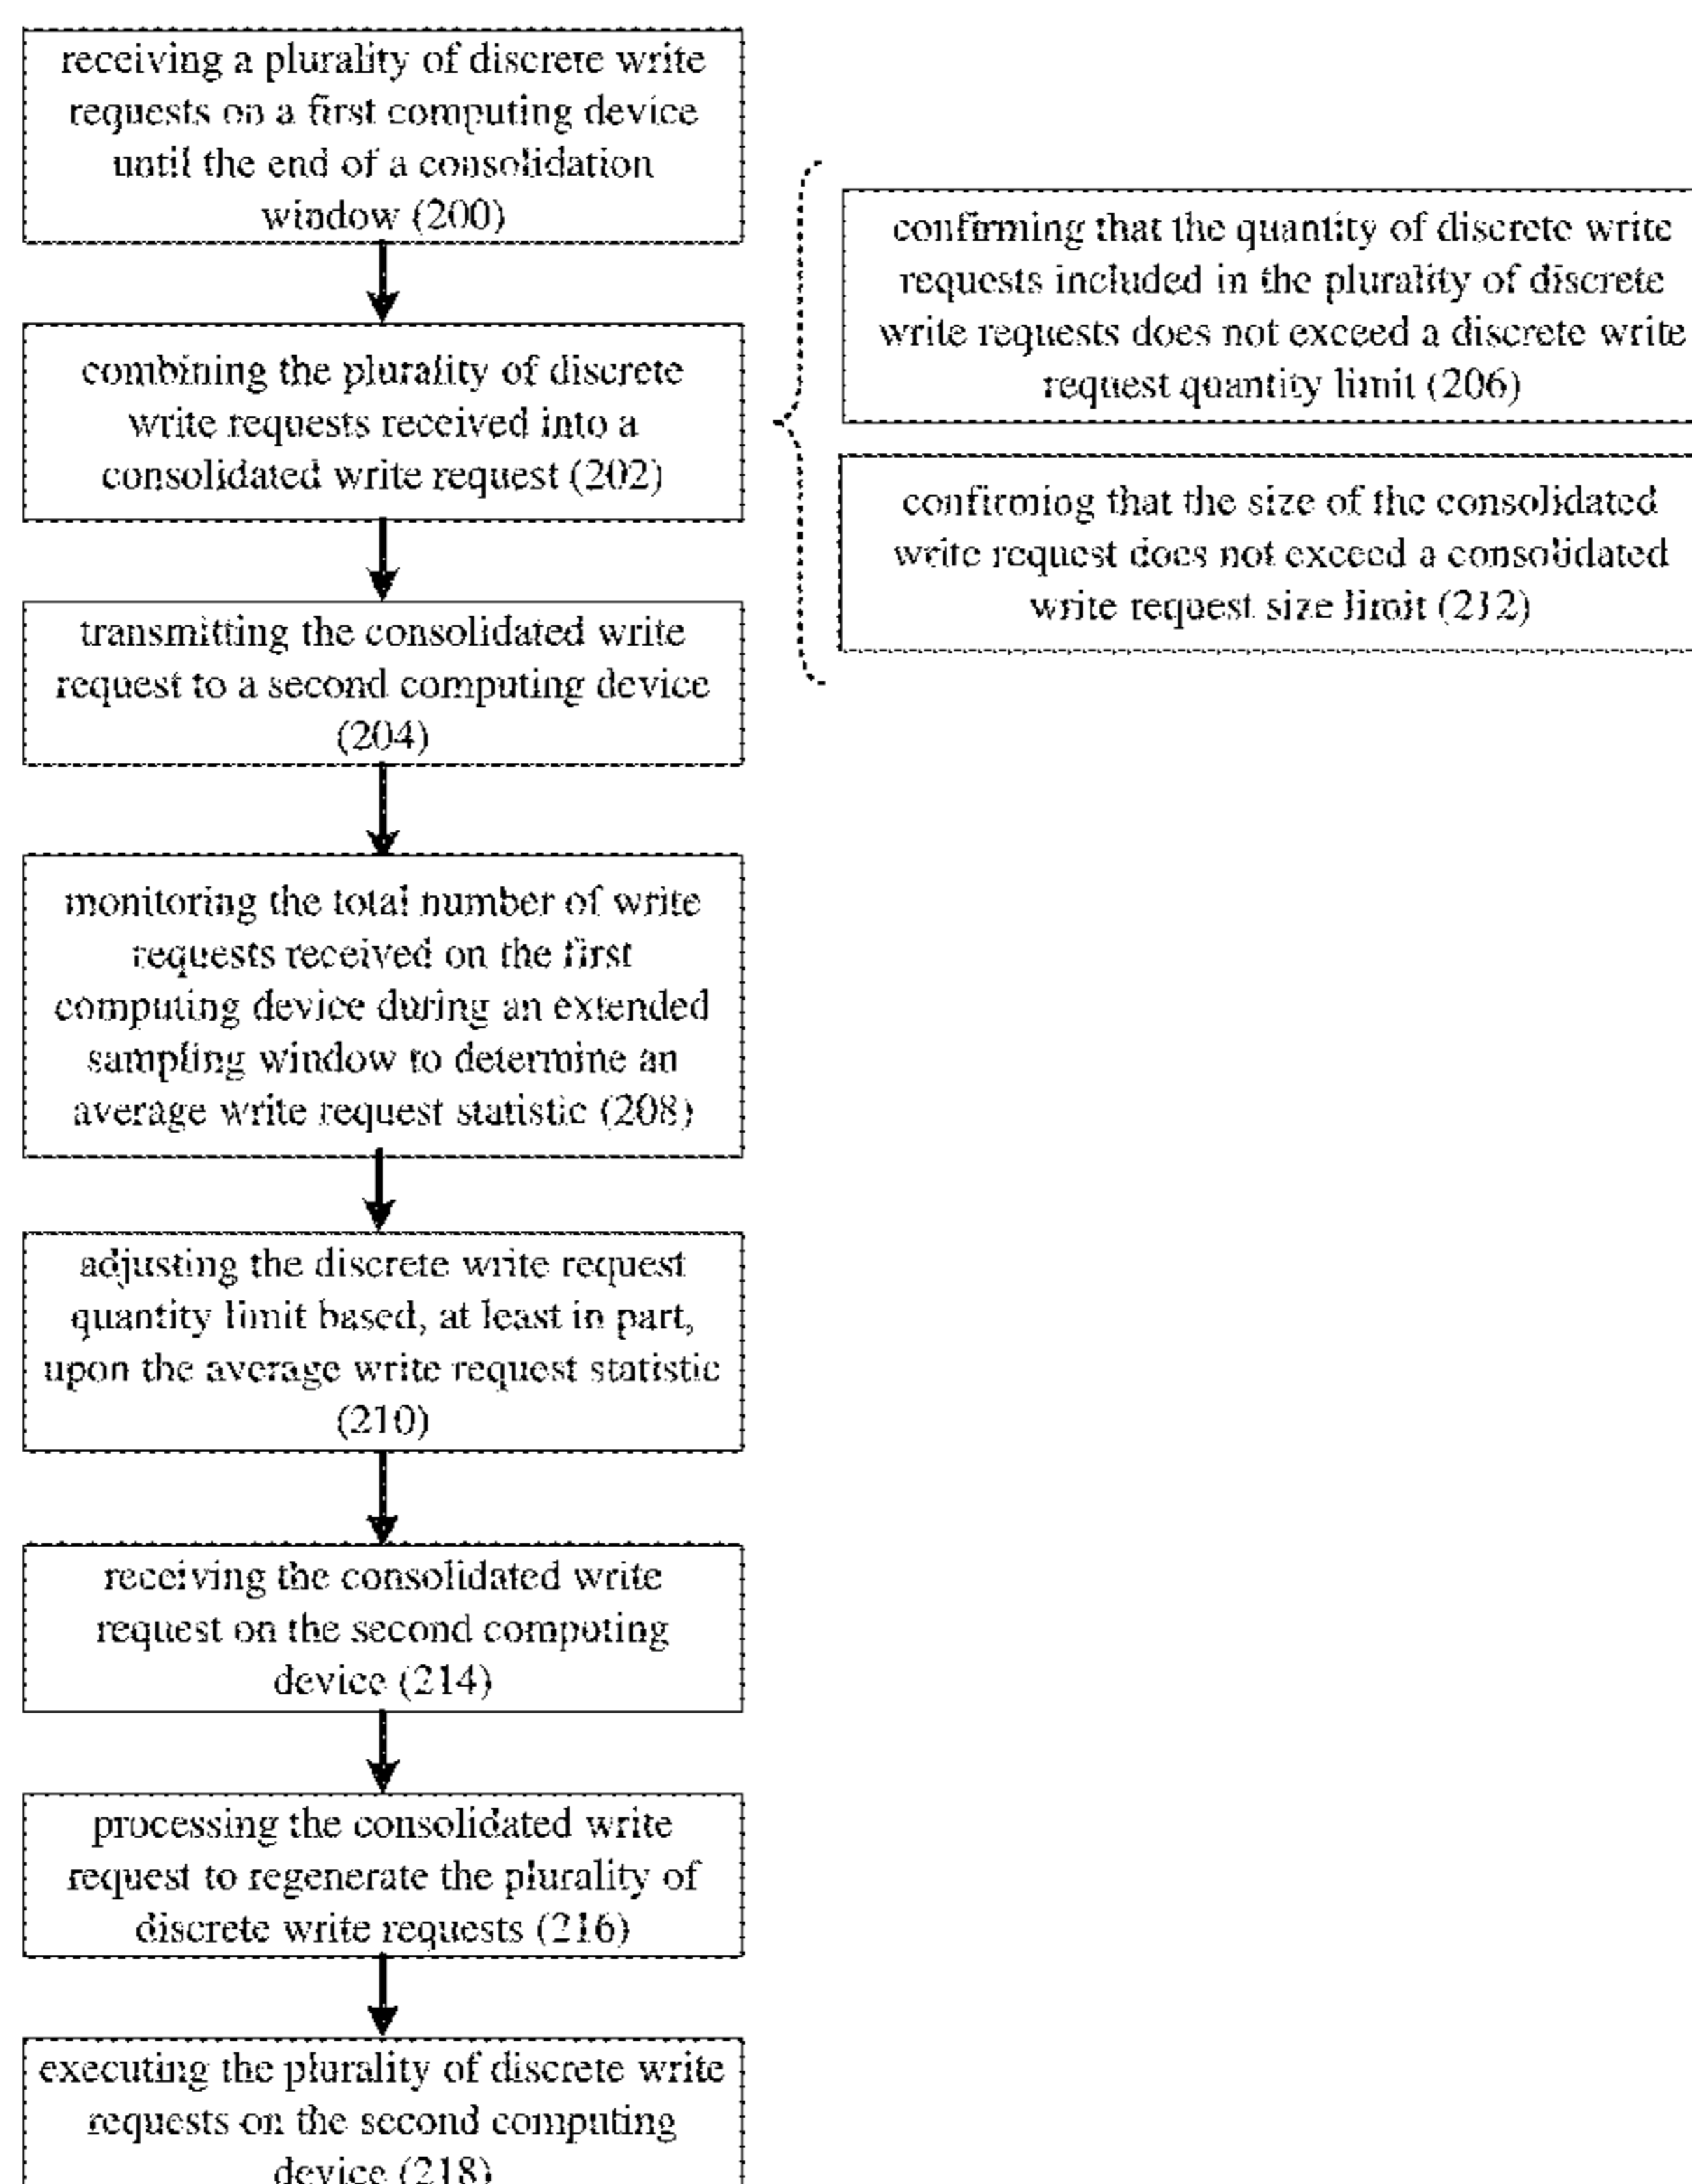 receiving a plurality of discrete write
requests on a first computing device
until the end of a consolidation
window (200)
combining the plurality of discrete
write requests received into a
consolidated write request (202)
confirming that the quantity of discrete write
requests included in the plurality of discrete
write requests does not exceed a discrete write
request quantity limit (206)
confirming that the size of the consolidated
write request does not exceed a consolidated
write request size limit (212)
transmitting the consolidated write
request to a second computing device
(204)
monitoring the total number of write
requests received on the first
computing device during an extended
sampling window to determine an
average write request statistic (208)
adjusting the discrete write request
quantity limit based, at least in part,
upon the average write request statistic
(210)
receiving the consolidated write
request on the second computing
device (214)
processing the consolidated write
request to regenerate the plurality of
discrete write requests (216)
executing the plurality of discrete write
requests on the second computing
device (218)